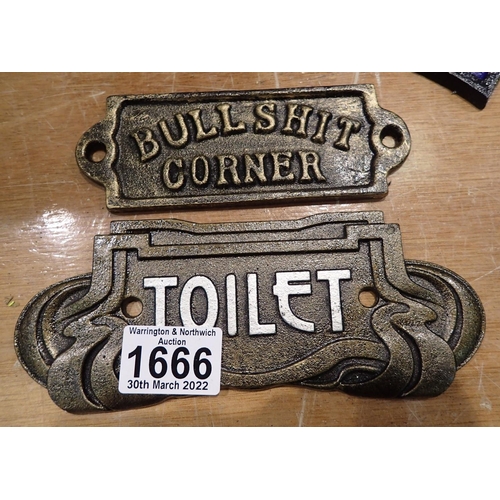 BULLSHIT
CORNER
TOILET
Warrington & Northwich
Auction
1666
30th March 2022